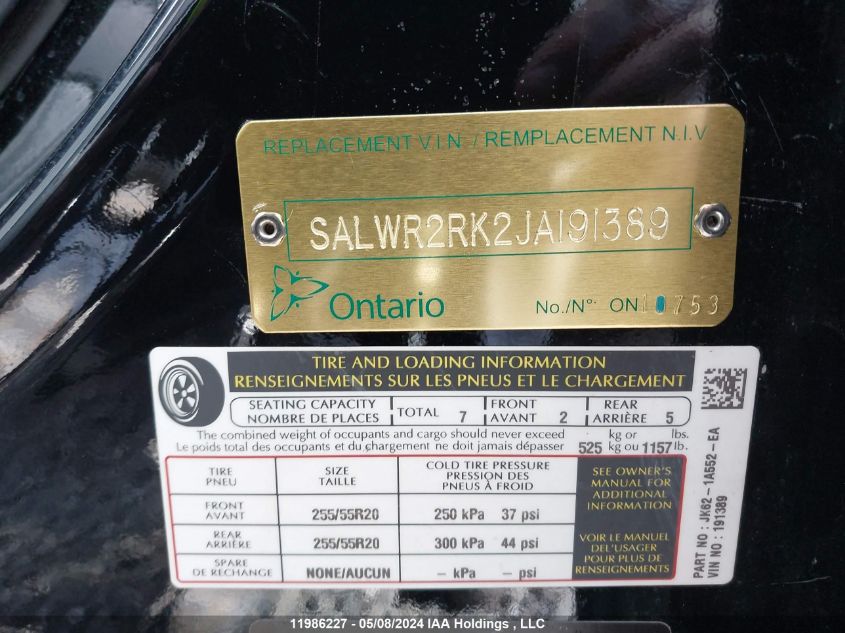 REPLACEMENT V.I.N / REMPLACEMENT N.I.V
SALWR2RK2JA191389
Ontario No./N° ON10753
TIRE AND LOADING INFORMATION
RENSEIGNEMENTS SUR LES PNEUS ET LE CHARGEMENT
SEATING CAPACITY
NOMBRE DE PLACES
TOTAL 7
FRONT
AVANT 2
REAR
ARRIÈRE 5
The combined weight of occupants and cargo should never exceed
Le poids total des occupants et du chargement ne doit jamais dépasser
525 kg or
kg ou 1157 lbs.
lb.
TIRE
PNEU
SIZE
TAILLE
COLD TIRE PRESSURE
PRESSION DES
PNEUS À FROID
FRONT
AVANT
255/55R20
250 kPa 37 psi
REAR
ARRIÈRE
255/55R20
300 kPa 44 psi
SPARE
DE RECHANGE
NONE/AUCUN
– kPa – psi
SEE OWNER'S
MANUAL FOR
ADDITIONAL
INFORMATION
VOIR LE MANUEL
DEL'USAGER
POUR PLUS DE
RENSEIGNEMENTS
PART NO : JK62-1A552-EA
VIN NO : 191389
11986227 - 05/08/2024 IAA Holdings , LLC